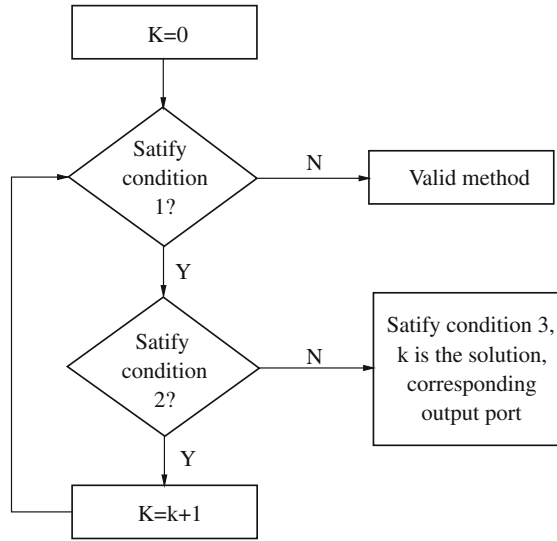 K=0
Satify
condition
1?
N
Valid method
Y
Satify
condition
2?
N
Satify condition 3,
k is the solution,
corresponding
output port
Y
K=k+1